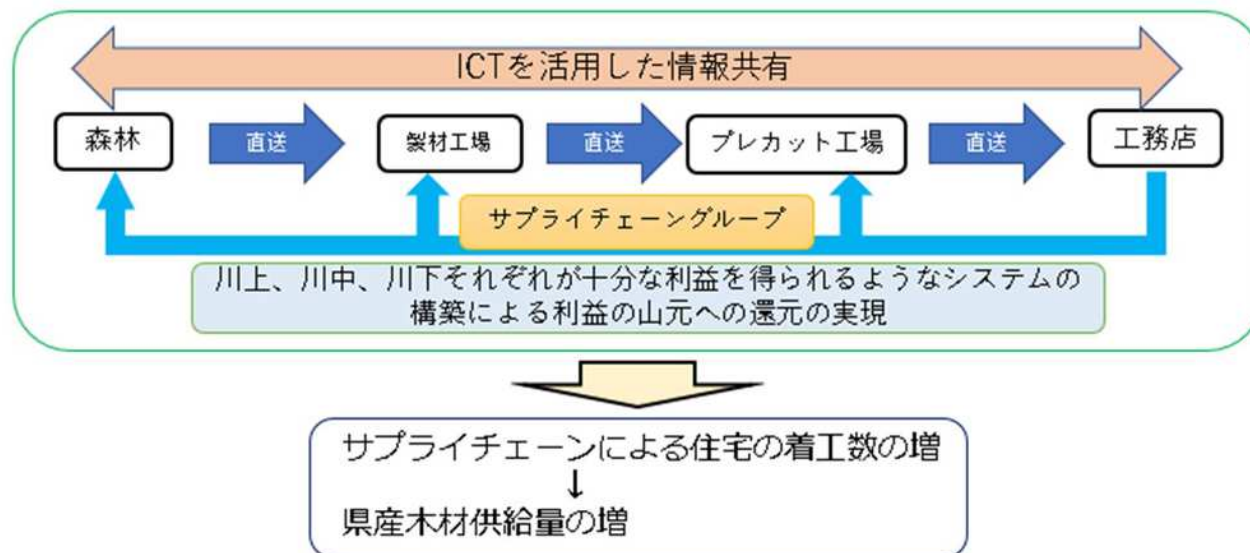 ICTを活用した情報共有
森林
直送
製材工場
直送
プレカット工場
直送
工務店
サプライチェーングループ
川上、川中、川下それぞれが十分な利益を得られるようなシステムの
構築による利益の山元への還元の実現
サプライチェーンによる住宅の着工数の増
↓
県産木材供給量の増